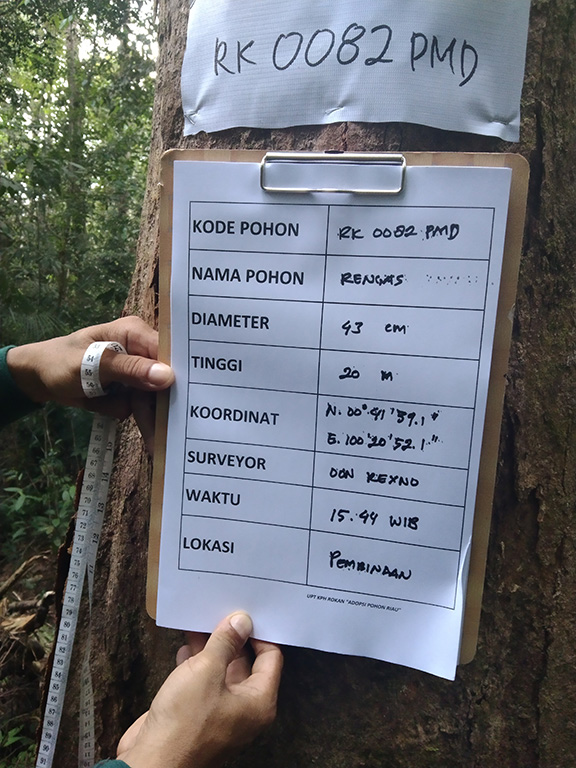 RK 0082 PMD
KODE POHON RK 0082 PMD
NAMA POHON RENGAS
DIAMETER 43 cm
TINGGI 20 m
KOORDINAT N. 00° 41' 59.1"
E. 100° 20' 52.1"
SURVEYOR DON REXNO
WAKTU 15.44 WIB
LOKASI PEMBINAAN
UPT KPH ROKAN "ADOPSI POHON RIAU"